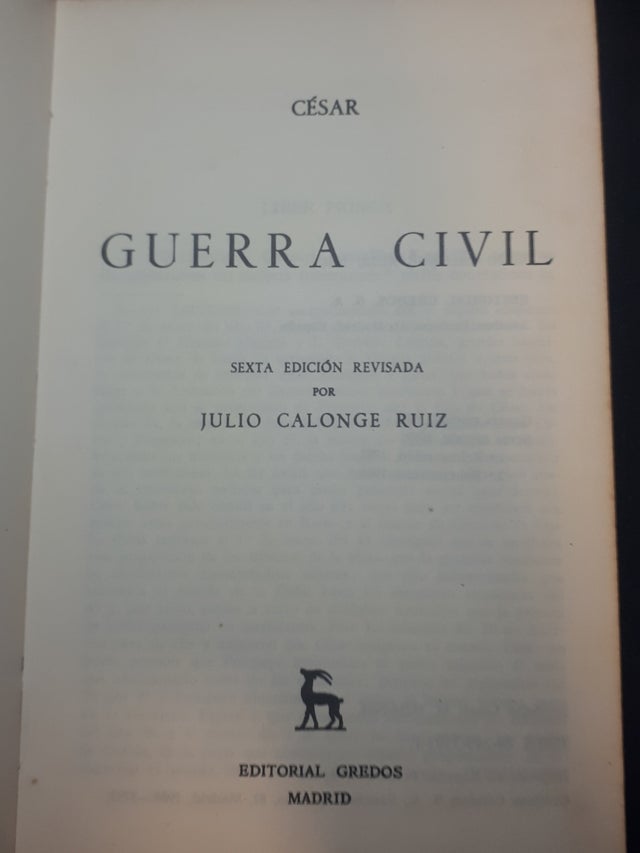 CÉSAR
GUERRA CIVIL
SEXTA EDICIÓN REVISADA
POR
JULIO CALONGE RUIZ
EDITORIAL GREDOS
MADRID